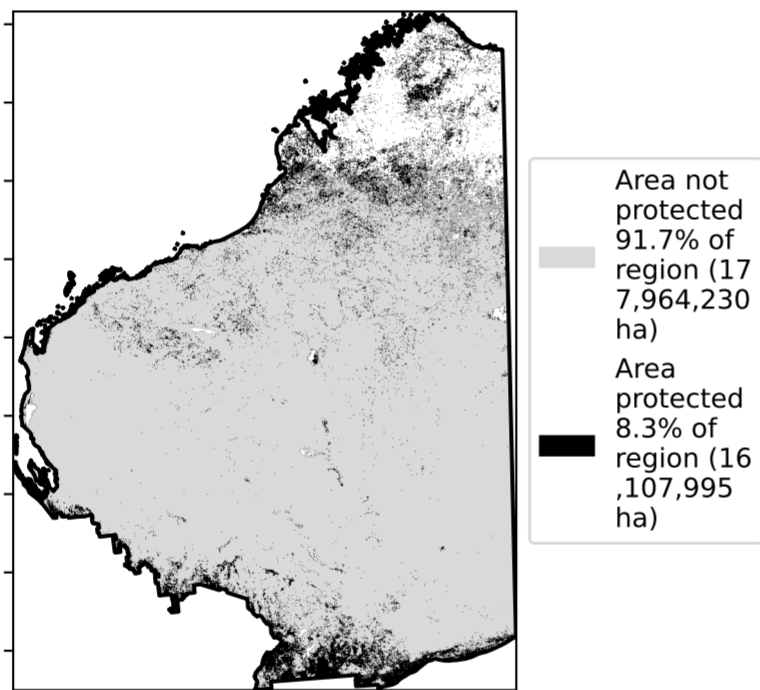 Area not
protected
91.7% of
region (17
7,964,230
ha)
Area
protected
8.3% of
region (16
,107,995
ha)